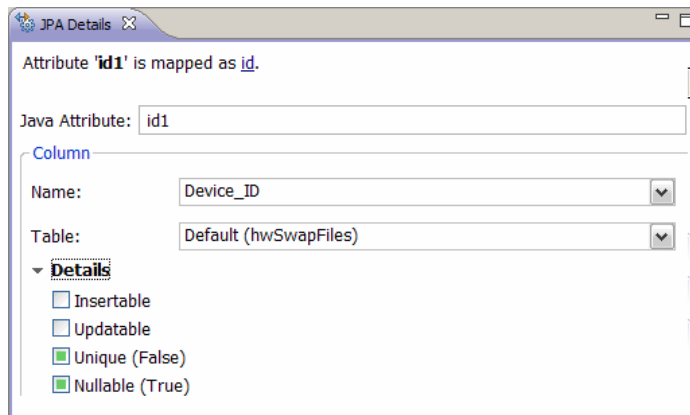 JPA Details
Attribute 'id1' is mapped as id.
Java Attribute: id1
Column
Name: Device_ID
Table: Default (hwSwapFiles)
Details
Insertable
Updatable
Unique (False)
Nullable (True)